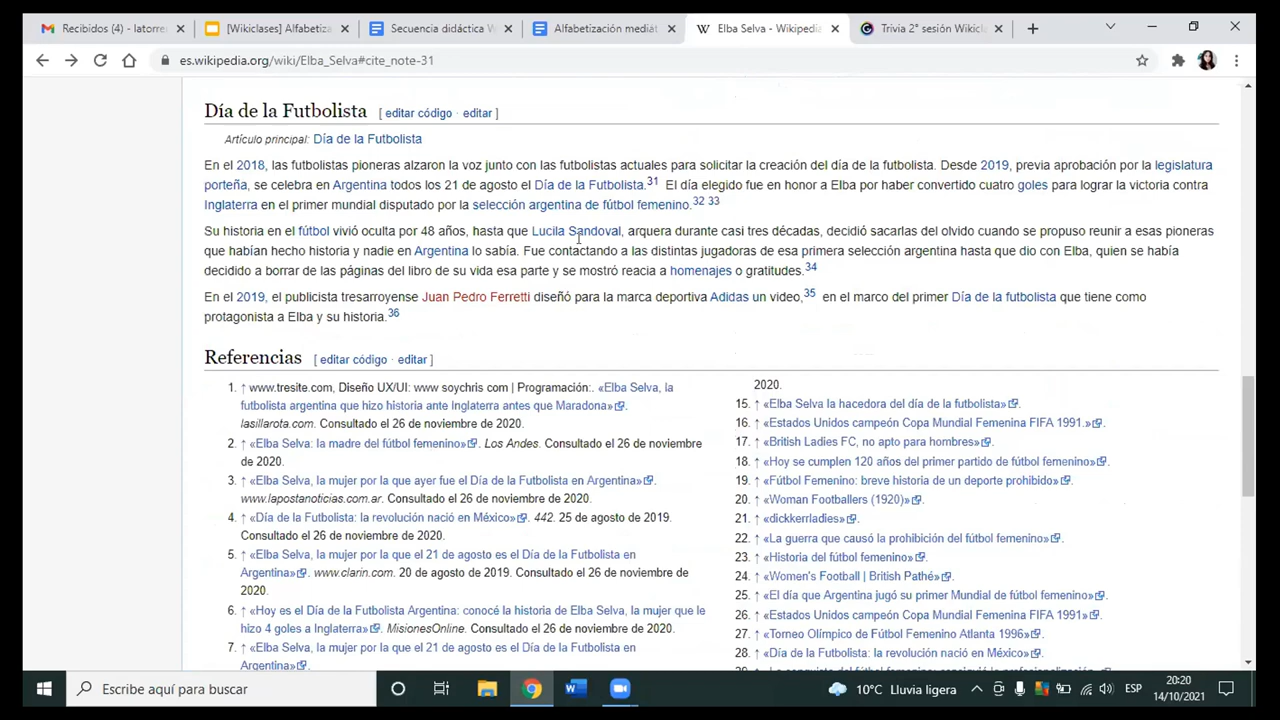 Recibidos (4) - latorre
[Wikiclases] Alfabetiza
Secuencia didáctica W
Alfabetización mediát
Elba Selva - Wikipedia
Trivia 2° sesión Wikicl
es.wikipedia.org/wiki/Elba_Selva#cite_note-31
Día de la Futbolista [ editar código · editar ]
Artículo principal: Día de la Futbolista
En el 2018, las futbolistas pioneras alzaron la voz junto con las futbolistas actuales para solicitar la creación del día de la futbolista. Desde 2019, previa aprobación por la legislatura
porteña, se celebra en Argentina todos los 21 de agosto el Día de la Futbolista.31 El día elegido fue en honor a Elba por haber convertido cuatro goles para lograr la victoria contra
Inglaterra en el primer mundial disputado por la selección argentina de fútbol femenino.32 33
Su historia en el fútbol vivió oculta por 48 años, hasta que Lucila Sandoval, arquera durante casi tres décadas, decidió sacarlas del olvido cuando se propuso reunir a esas pioneras
que habían hecho historia y nadie en Argentina lo sabía. Fue contactando a las distintas jugadoras de esa primera selección argentina hasta que dio con Elba, quien se había
decidido a borrar de las páginas del libro de su vida esa parte y se mostró reacia a homenajes o gratitudes.34
En el 2019, el publicista tresarroyense Juan Pedro Ferretti diseñó para la marca deportiva Adidas un video,35 en el marco del primer Día de la futbolista que tiene como
protagonista a Elba y su historia.36
Referencias [ editar código · editar ]
1. ↑ www.tresite.com, Diseño UX/UI: www soychris com | Programación:. «Elba Selva, la
futbolista argentina que hizo historia ante Inglaterra antes que Maradona».
lasillarota.com. Consultado el 26 de noviembre de 2020.
2. ↑ «Elba Selva: la madre del fútbol femenino». Los Andes. Consultado el 26 de noviembre
de 2020.
3. ↑ «Elba Selva, la mujer por la que ayer fue el Día de la Futbolista en Argentina».
www.lapostanoticias.com.ar. Consultado el 26 de noviembre de 2020.
4. ↑ «Día de la Futbolista: la revolución nació en México». 442. 25 de agosto de 2019.
Consultado el 26 de noviembre de 2020.
5. ↑ «Elba Selva, la mujer por la que el 21 de agosto es el Día de la Futbolista en
Argentina». www.clarin.com. 20 de agosto de 2019. Consultado el 26 de noviembre de
2020.
6. ↑ «Hoy es el Día de la Futbolista Argentina: conocé la historia de Elba Selva, la mujer que le
hizo 4 goles a Inglaterra». MisionesOnline. Consultado el 26 de noviembre de 2020.
7. ↑ «Elba Selva, la mujer por la que el 21 de agosto es el Día de la Futbolista en
Argentina».
2020.
15. ↑ «Elba Selva la hacedora del día de la futbolista».
16. ↑ «Estados Unidos campeón Copa Mundial Femenina FIFA 1991.».
17. ↑ «British Ladies FC, no apto para hombres».
18. ↑ «Hoy se cumplen 120 años del primer partido de fútbol femenino».
19. ↑ «Fútbol Femenino: breve historia de un deporte prohibido».
20. ↑ «Woman Footballers (1920)».
21. ↑ «dickkerrladies».
22. ↑ «La guerra que causó la prohibición del fútbol femenino».
23. ↑ «Historia del fútbol femenino».
24. ↑ «Women's Football | British Pathé».
25. ↑ «El día que Argentina jugó su primer Mundial de fútbol femenino».
26. ↑ «Estados Unidos campeón Copa Mundial Femenina FIFA 1991».
27. ↑ «Torneo Olímpico de Fútbol Femenino Atlanta 1996».
28. ↑ «Día de la Futbolista: la revolución nació en México».
Escribe aquí para buscar
10°C Lluvia ligera
ESP
20:20
14/10/2021